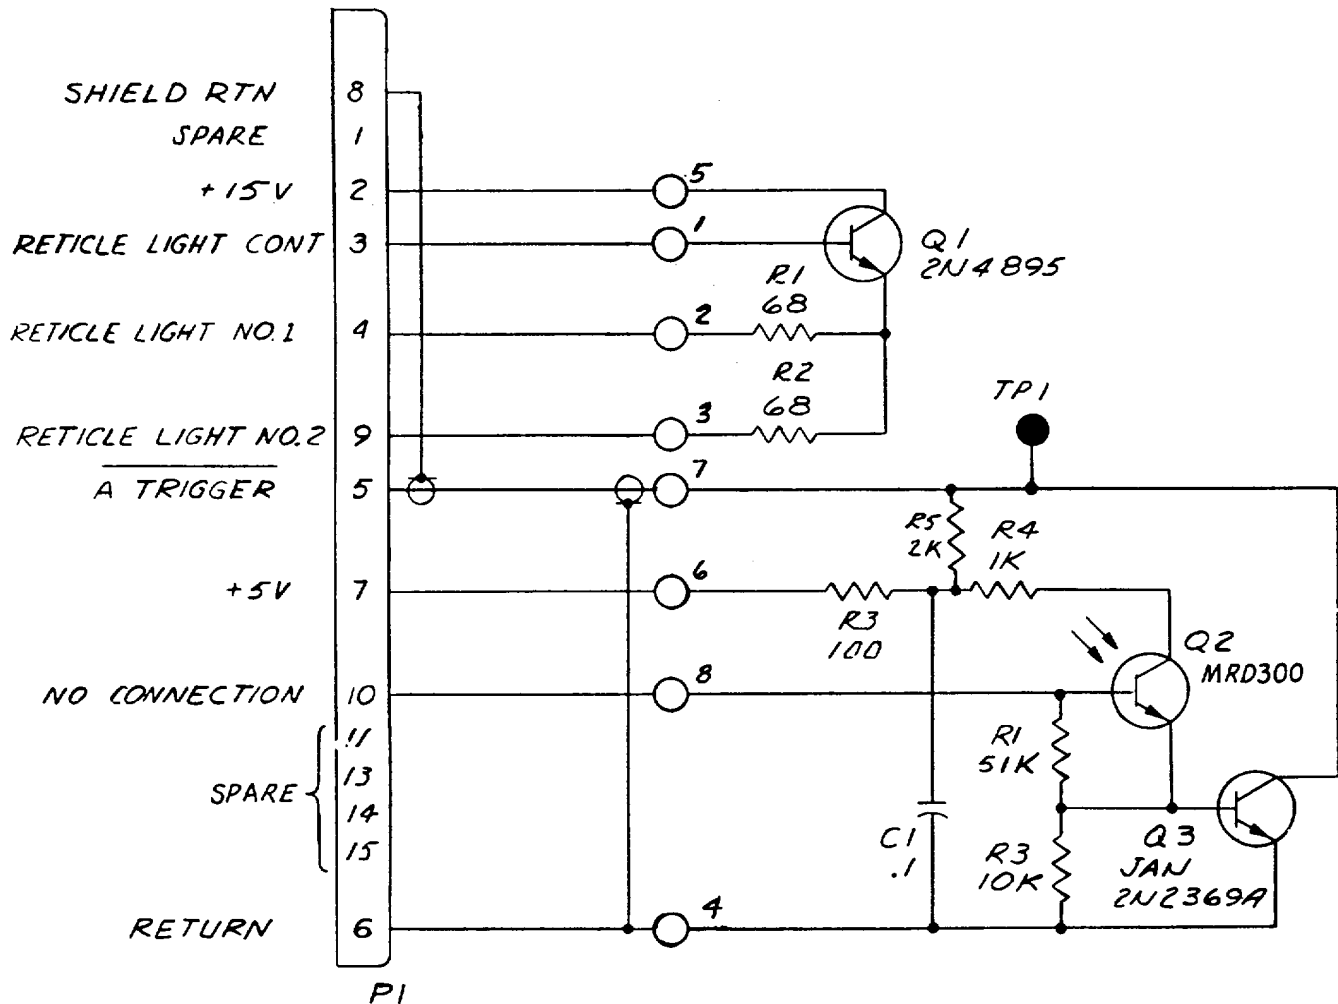 SHIELD RTN 8
SPARE 1
+15V 2 5
RETICLE LIGHT CONT 3 1
Q1
2N4895
R1
68
RETICLE LIGHT NO.1 4 2
R2
68
TP1
RETICLE LIGHT NO.2 9 3
A TRIGGER 5 7
R5
2K
R4
1K
+5V 7 6
R3
100
Q2
MRD300
NO CONNECTION 10 8
R1
51K
SPARE
11
13
14
15
C1
.1
R3
10K
Q3
JAN
2N2369A
RETURN 6 4
P1